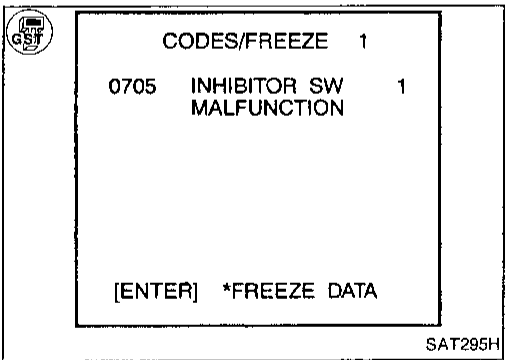 GST
CODES/FREEZE 1
0705 INHIBITOR SW 1
MALFUNCTION
[ENTER] *FREEZE DATA
SAT295H